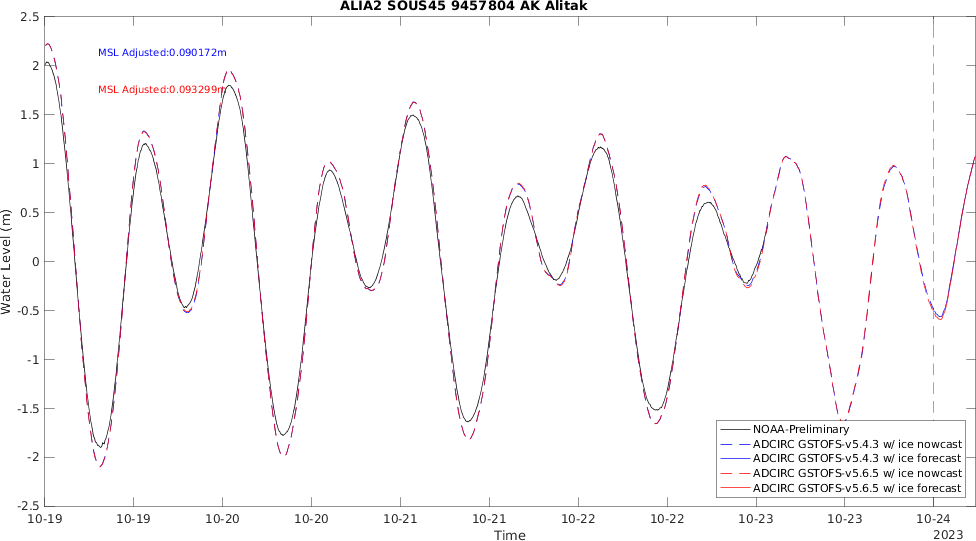 ALIA2 SOUS45 9457804 AK Alitak
MSL Adjusted:0.090172m
MSL Adjusted:0.093299m
2.5
2
1.5
1
0.5
0
-0.5
-1
-1.5
-2
-2.5
Water Level (m)
NOAA-Preliminary
ADCIRC GSTOFS-v5.4.3 w/ ice nowcast
ADCIRC GSTOFS-v5.4.3 w/ ice forecast
ADCIRC GSTOFS-v5.6.5 w/ ice nowcast
ADCIRC GSTOFS-v5.6.5 w/ ice forecast
10-19 10-19 10-20 10-20 10-21 10-21 10-22 10-22 10-23 10-23 10-24
Time 2023